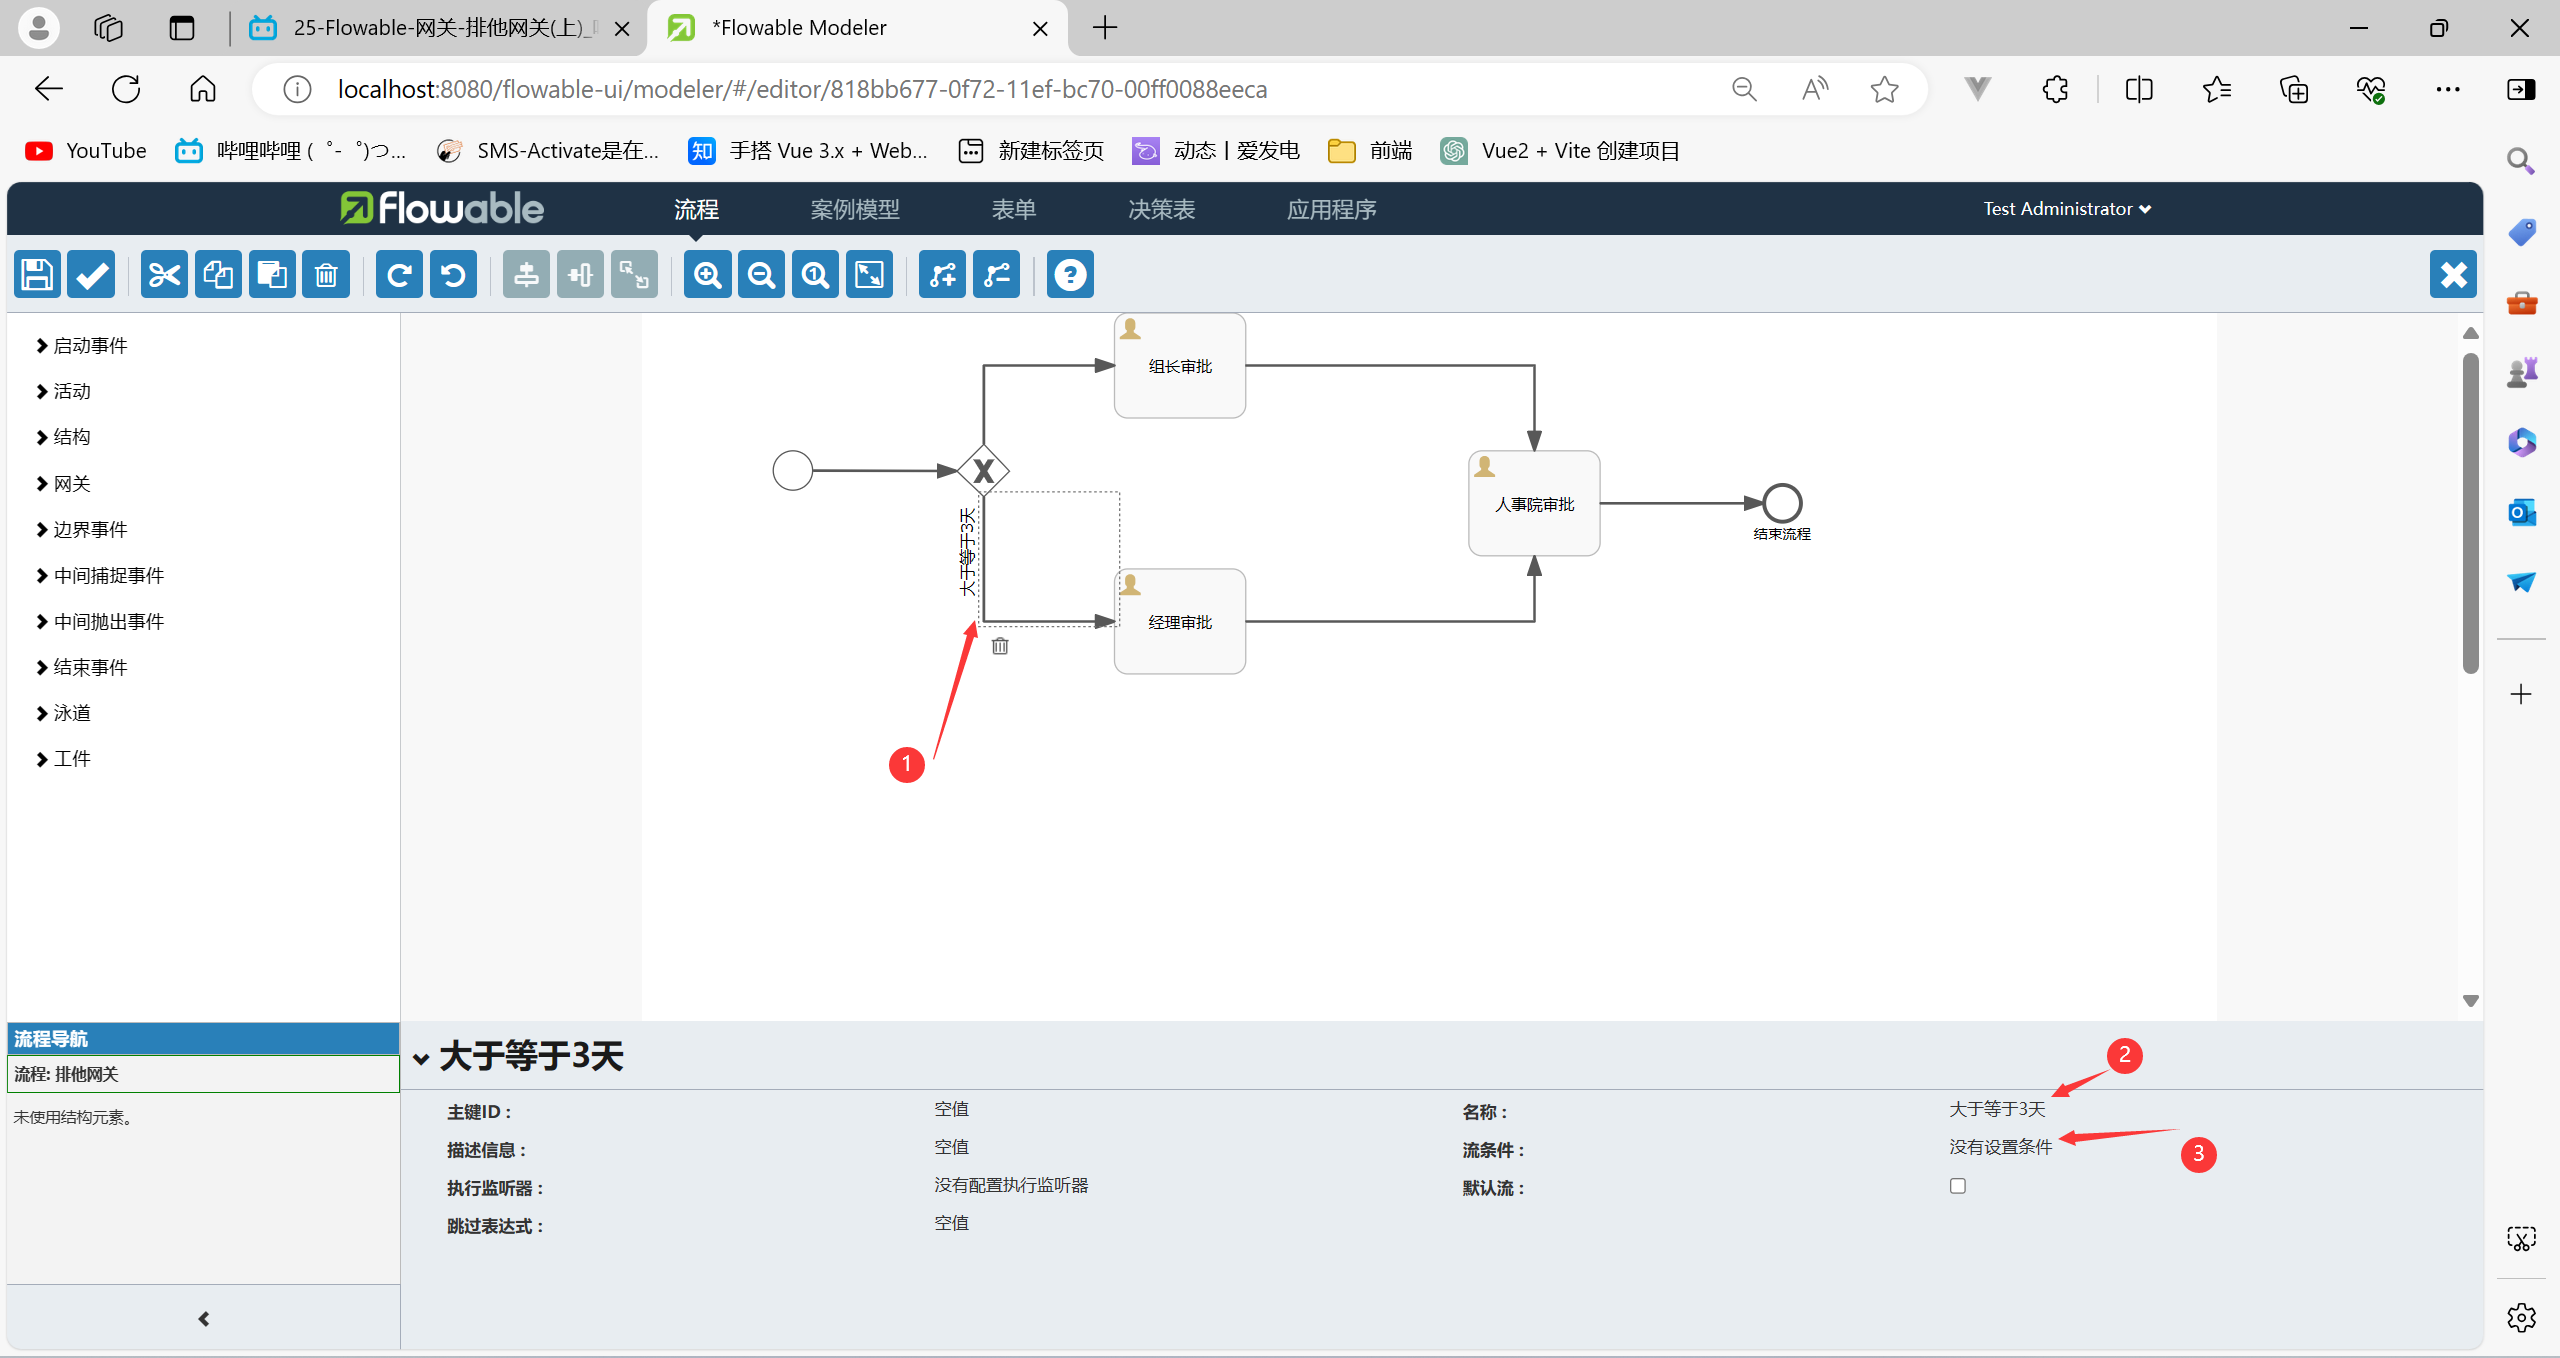 25-Flowable-网关-排他网关(上)_
*Flowable Modeler
localhost:8080/flowable-ui/modeler/#/editor/818bb677-0f72-11ef-bc70-00ff0088eeca
YouTube
哔哩哔哩 (゜-゜)つ...
SMS-Activate是在...
知 手搭 Vue 3.x + Web...
新建标签页
动态丨爱发电
前端
Vue2 + Vite 创建项目
flowable
流程
案例模型
表单
决策表
应用程序
Test Administrator
启动事件
活动
结构
网关
边界事件
中间捕捉事件
中间抛出事件
结束事件
泳道
工件
组长审批
X
大于等于3天
经理审批
人事院审批
结束流程
1
流程导航
流程: 排他网关
未使用结构元素。
大于等于3天
2
主键ID :
空值
名称 :
大于等于3天
描述信息 :
空值
流条件 :
没有设置条件
3
执行监听器 :
没有配置执行监听器
默认流 :
跳过表达式 :
空值